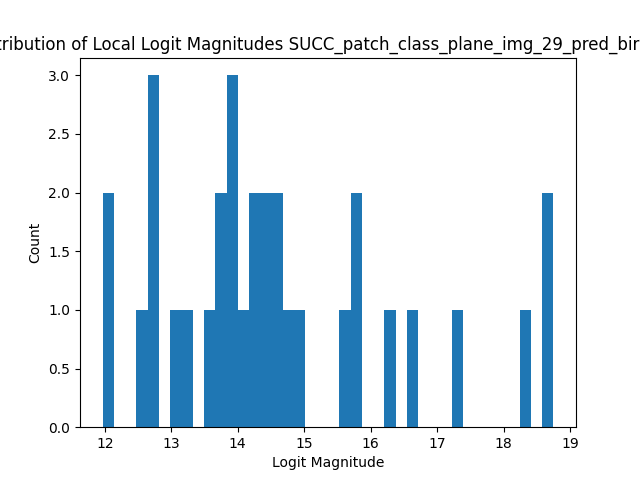 tribution of Local Logit Magnitudes SUCC_patch_class_plane_img_29_pred_bir
3.0
2.5
2.0
1.5
1.0
0.5
0.0
Count
12 13 14 15 16 17 18 19
Logit Magnitude